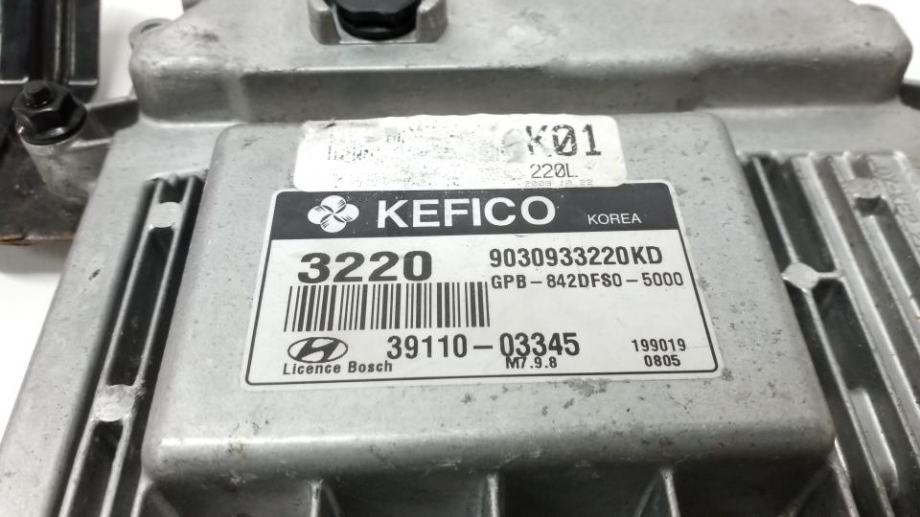 K01
220L
KEFICO KOREA
3220 9030933220KD
GPB-842DFS0-5000
39110-03345 199019
Licence Bosch M7.9.8 0805